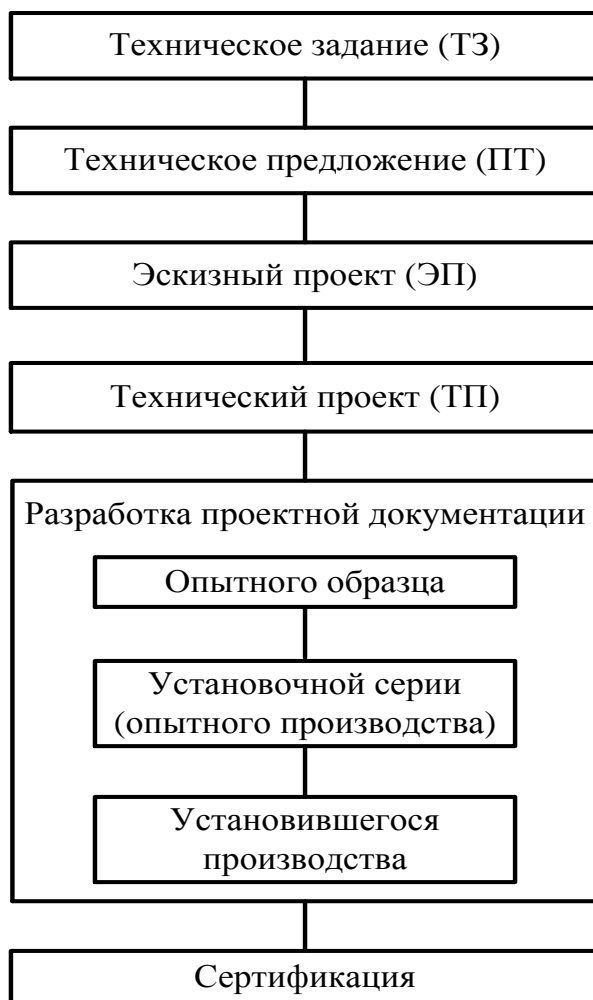 Техническое задание (ТЗ)
Техническое предложение (ПТ)
Эскизный проект (ЭП)
Технический проект (ТП)
Разработка проектной документации
Опытного образца
Установочной серии
(опытного производства)
Установившегося
производства
Сертификация